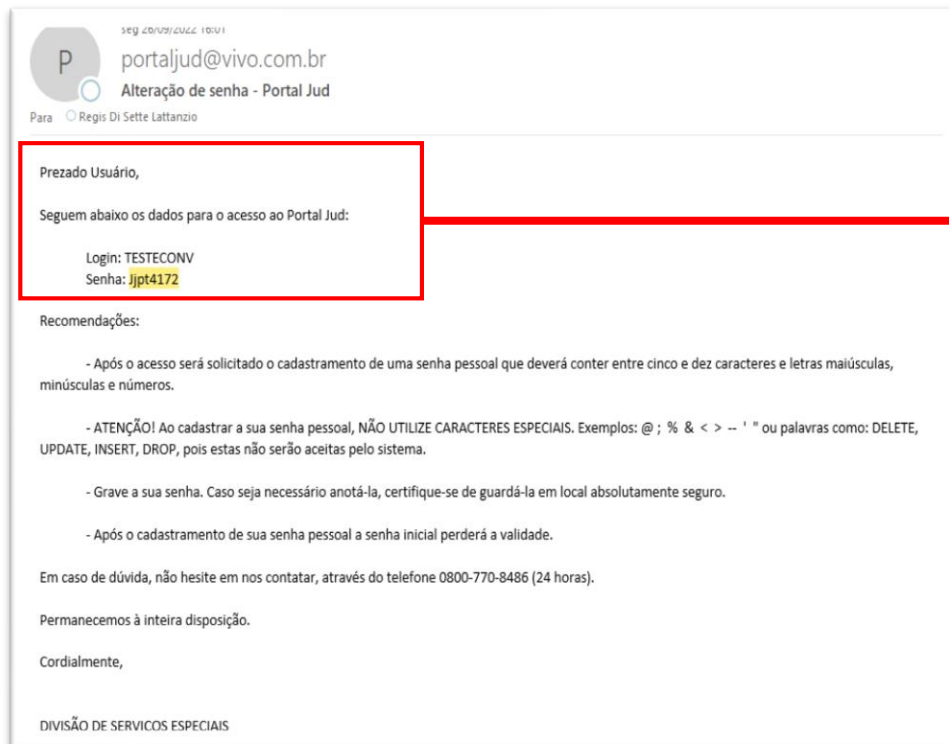 seg 26/09/2022 16:01
P
portaljud@vivo.com.br
Alteração de senha - Portal Jud
Para Regis Di Sette Lattanzio
Prezado Usuário,
Seguem abaixo os dados para o acesso ao Portal Jud:
Login: TESTECONV
Senha: Jjpt4172
Recomendações:
- Após o acesso será solicitado o cadastramento de uma senha pessoal que deverá conter entre cinco e dez caracteres e letras maiúsculas,
minúsculas e números.
- ATENÇÃO! Ao cadastrar a sua senha pessoal, NÃO UTILIZE CARACTERES ESPECIAIS. Exemplos: @ ; % & < > -- ' " ou palavras como: DELETE,
UPDATE, INSERT, DROP, pois estas não serão aceitas pelo sistema.
- Grave a sua senha. Caso seja necessário anotá-la, certifique-se de guardá-la em local absolutamente seguro.
- Após o cadastramento de sua senha pessoal a senha inicial perderá a validade.
Em caso de dúvida, não hesite em nos contatar, através do telefone 0800-770-8486 (24 horas).
Permanecemos à inteira disposição.
Cordialmente,
DIVISÃO DE SERVICOS ESPECIAIS